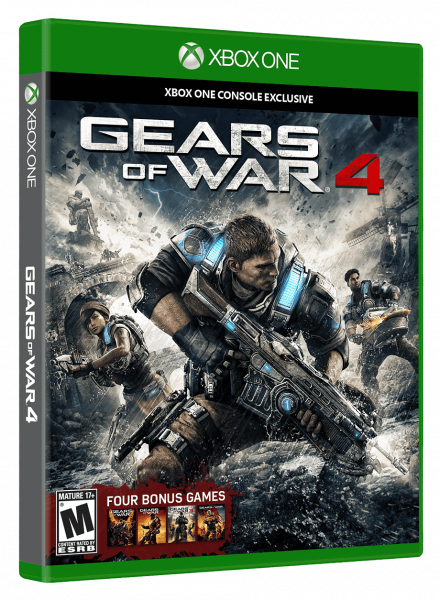 XBOX ONE
XBOX ONE CONSOLE EXCLUSIVE
GEARS
OF WAR 4
XBOX ONE
GEARS OF WAR 4
MATURE 17+
M
CONTENT RATED BY
ESRB
FOUR BONUS GAMES